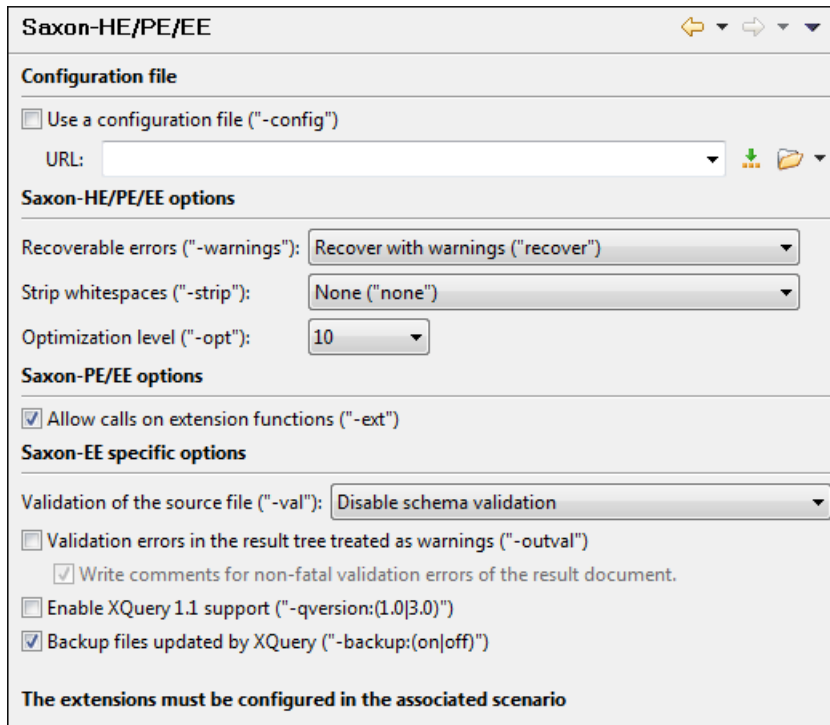 Saxon-HE/PE/EE
Configuration file
Use a configuration file ("-config")
URL:
Saxon-HE/PE/EE options
Recoverable errors ("-warnings"): Recover with warnings ("recover")
Strip whitespaces ("-strip"): None ("none")
Optimization level ("-opt"): 10
Saxon-PE/EE options
Allow calls on extension functions ("-ext")
Saxon-EE specific options
Validation of the source file ("-val"): Disable schema validation
Validation errors in the result tree treated as warnings ("-outval")
Write comments for non-fatal validation errors of the result document.
Enable XQuery 1.1 support ("-qversion:(1.0|3.0)")
Backup files updated by XQuery ("-backup:(on|off)")
The extensions must be configured in the associated scenario